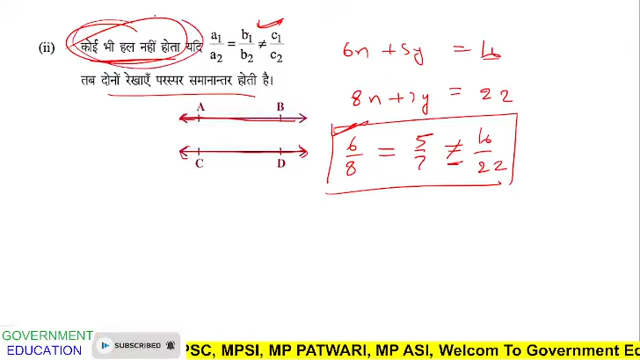 (ii) कोई भी हल नहीं होता यदि a₁/a₂ = b₁/b₂ ≠ c₁/c₂
तब दोनों रेखाएँ परस्पर समानान्तर होती है।
A B
C D
6n + 5y = 16
8n + 7y = 22
6/8 = 5/7 ≠ 16/22
GOVERNMENT
EDUCATION
SUBSCRIBED
PSC, MPSI, MP PATWARI, MP ASI, Welcom To Government Ed